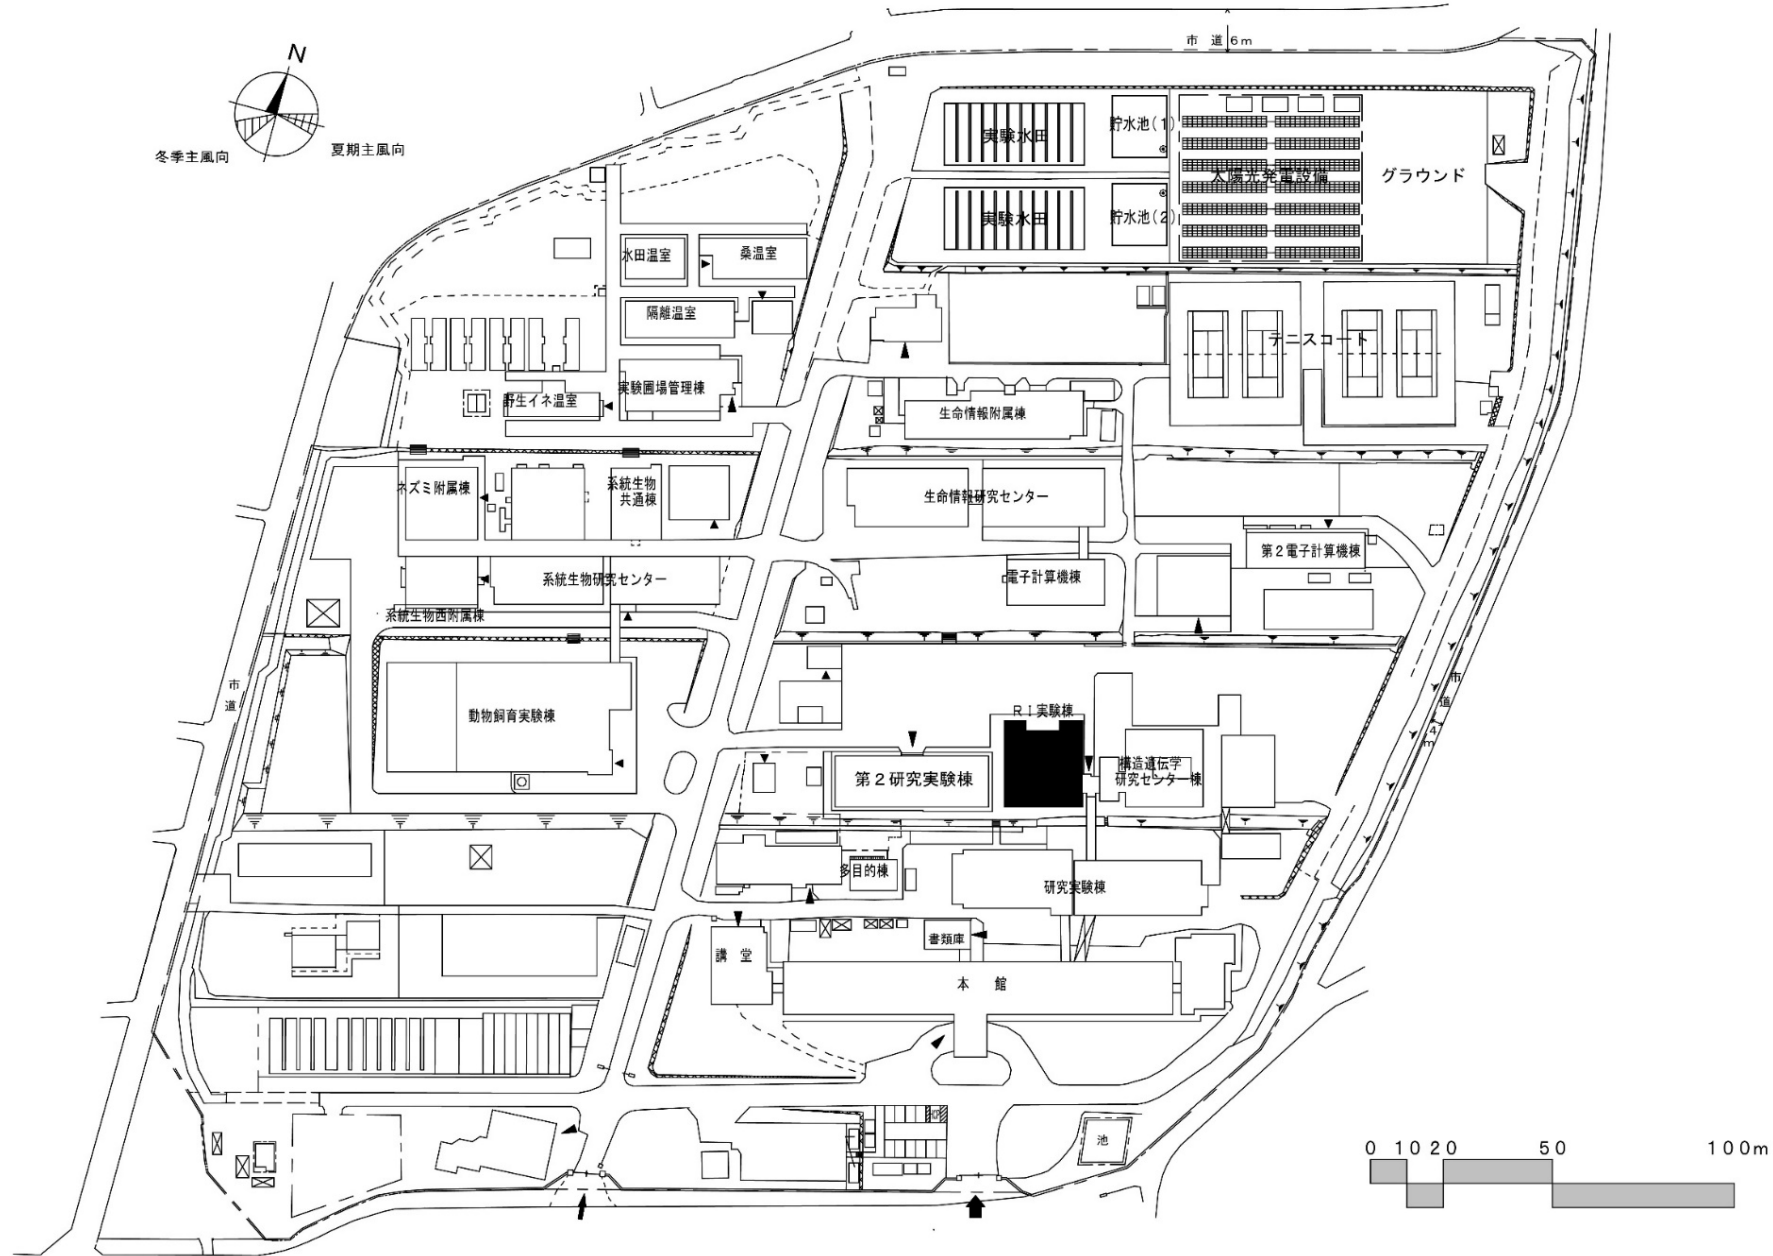 市 道 6m
N
冬季主風向
夏期主風向
実験水田
貯水池(1)
太陽光発電設備
グラウンド
実験水田
貯水池(2)
水田温室
桑温室
隔離温室
テニスコート
実験圃場管理棟
野生イネ温室
生命情報附属棟
ネズミ附属棟
系統生物
共通棟
生命情報研究センター
第2電子計算機棟
系統生物研究センター
電子計算機棟
系統生物西附属棟
市
道
市
道
4
m
動物飼育実験棟
RI実験棟
第2研究実験棟
構造遺伝学
研究センター棟
多目的棟
研究実験棟
講 堂
書類庫
本 館
池
0 10 20 50 100m